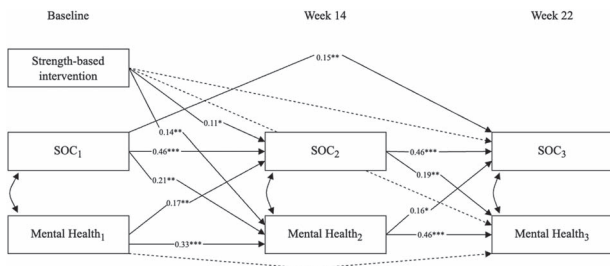 Baseline
Week 14
Week 22
Strength-based
intervention
0.15**
0.11*
0.14**
SOC1
0.46***
SOC2
0.46***
SOC3
0.21**
0.19**
0.17**
0.16*
Mental Health1
0.33***
Mental Health2
0.46***
Mental Health3